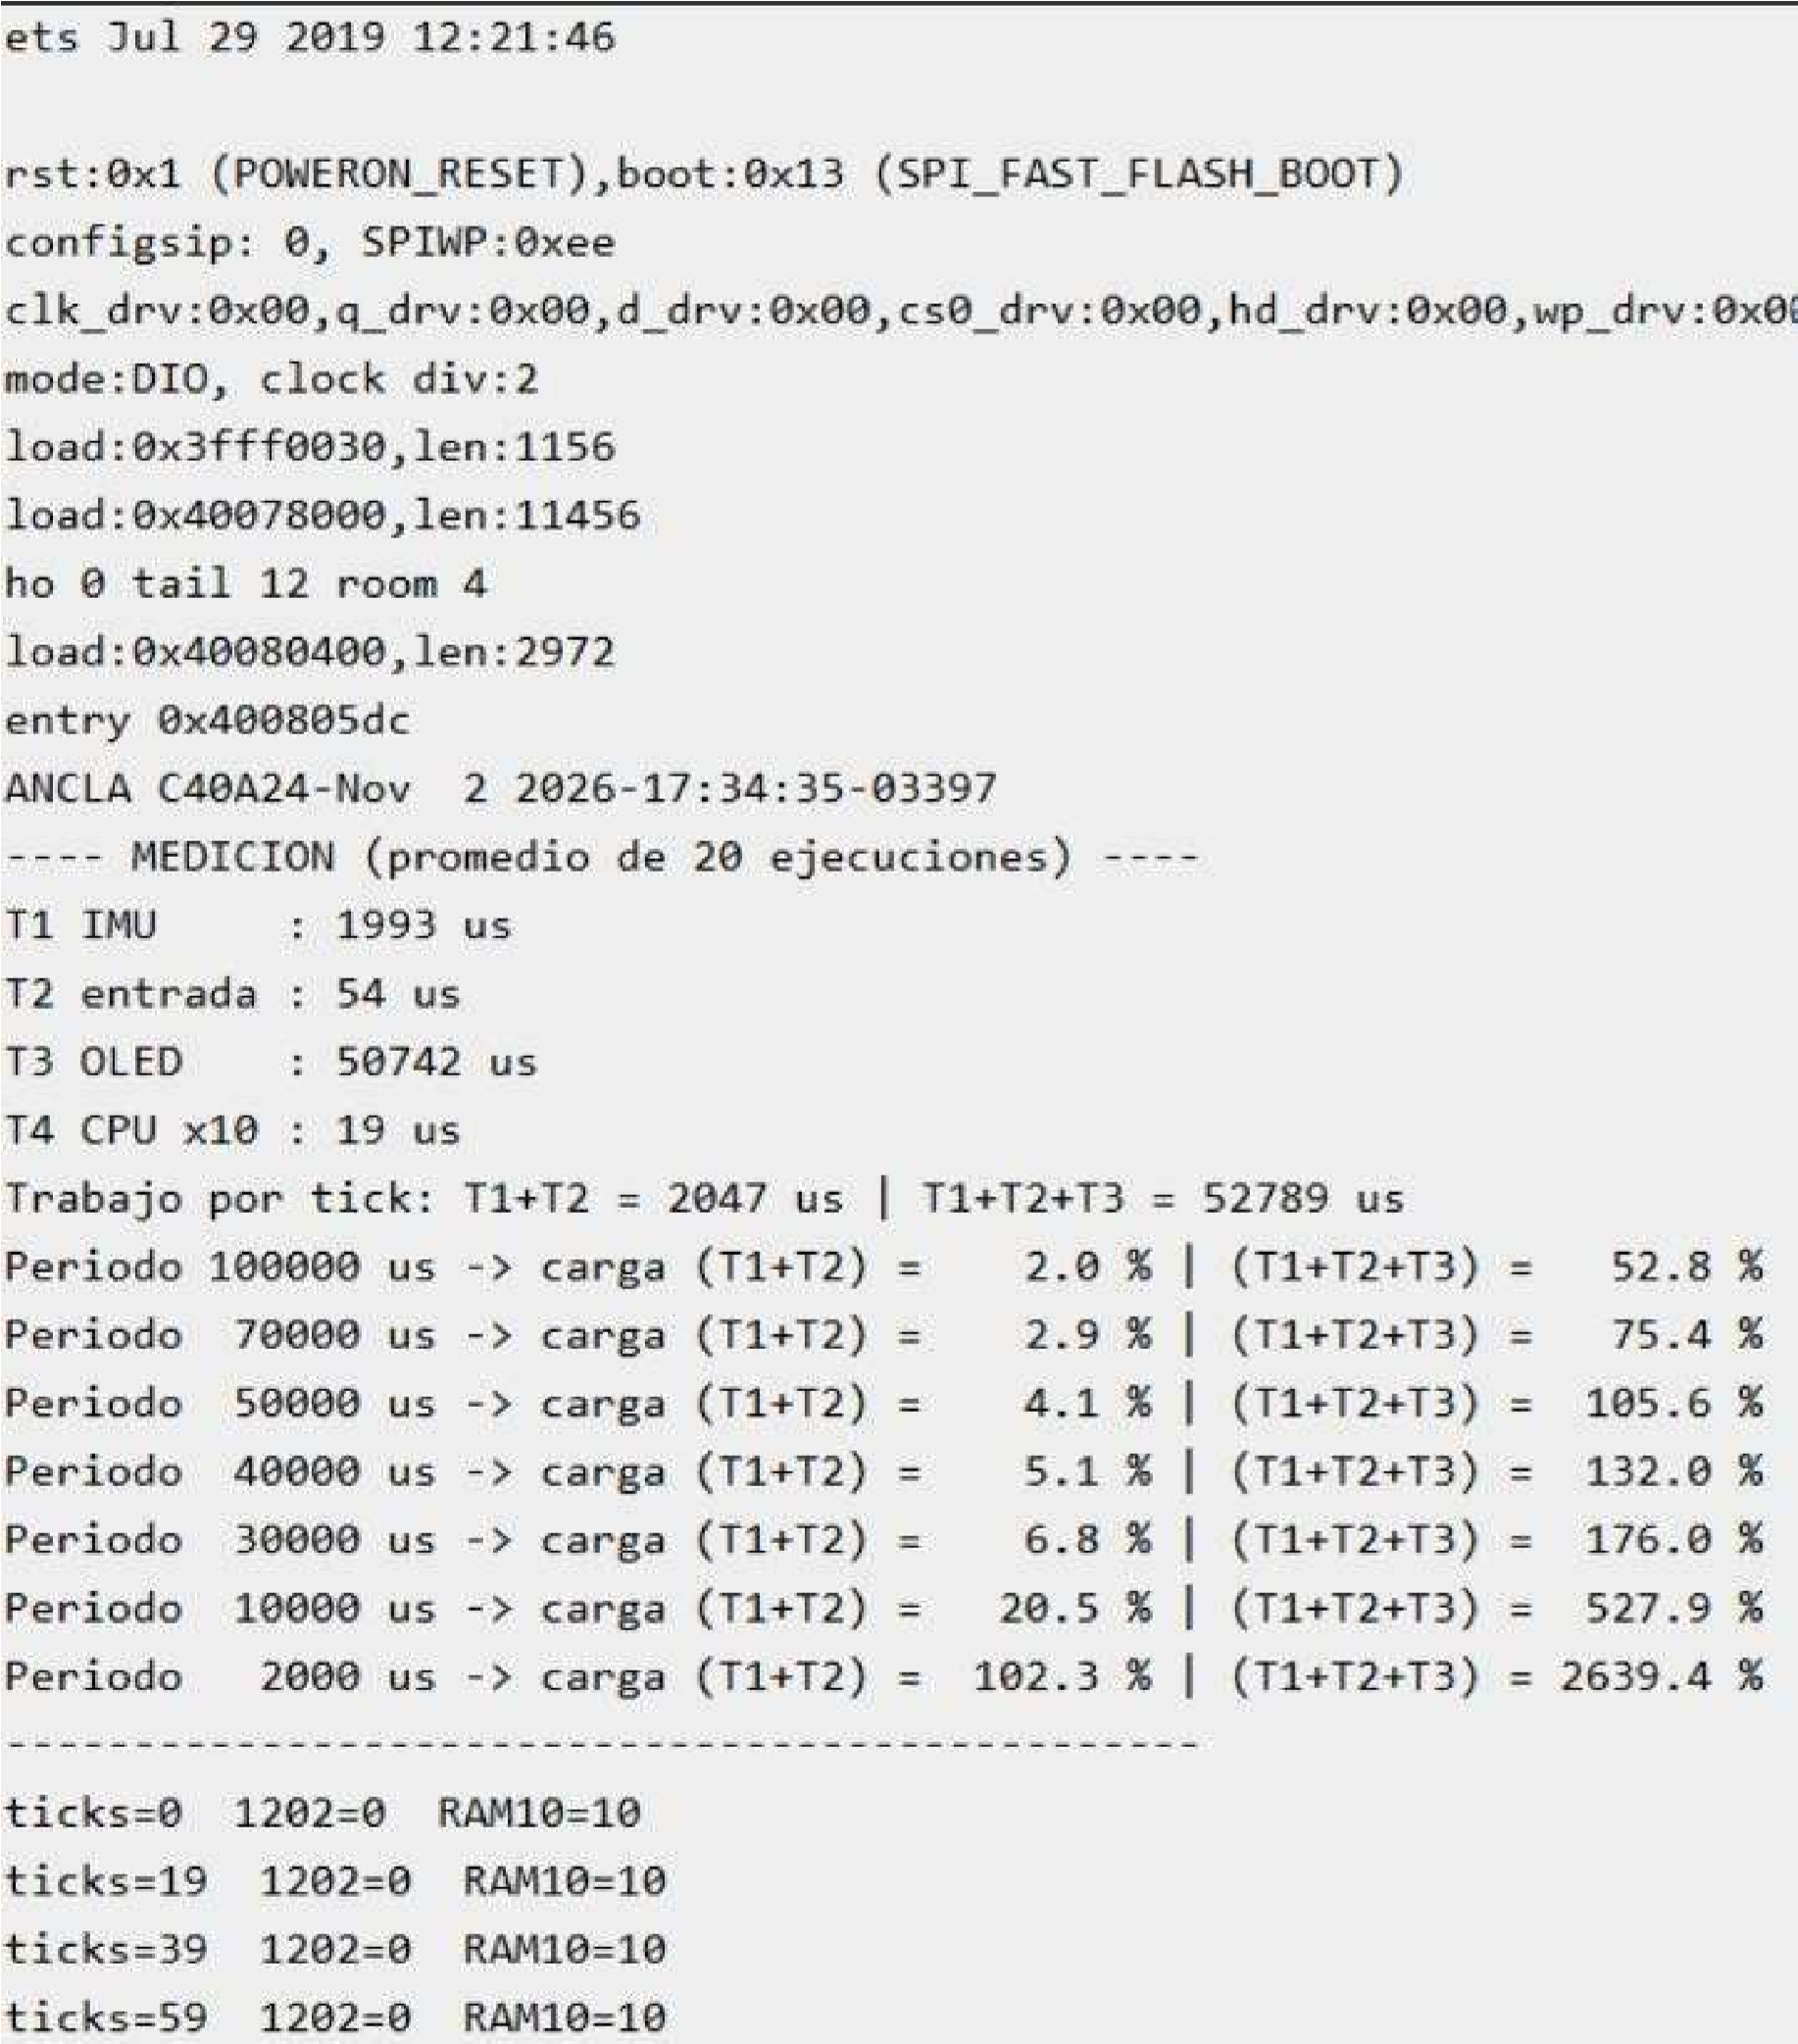 ets Jul 29 2019 12:21:46
rst:0x1 (POWERON_RESET),boot:0x13 (SPI_FAST_FLASH_BOOT)
configsip: 0, SPIWP:0xee
clk_drv:0x00,q_drv:0x00,d_drv:0x00,cs0_drv:0x00,hd_drv:0x00,wp_drv:0x00
mode:DIO, clock div:2
load:0x3fff0030,len:1156
load:0x40078000,len:11456
ho 0 tail 12 room 4
load:0x40080400,len:2972
entry 0x400805dc
ANCLA C40A24-Nov  2 2026-17:34:35-03397
---- MEDICION (promedio de 20 ejecuciones) ----
T1 IMU     : 1993 us
T2 entrada : 54 us
T3 OLED    : 50742 us
T4 CPU x10 : 19 us
Trabajo por tick: T1+T2 = 2047 us | T1+T2+T3 = 52789 us
Periodo 100000 us -> carga (T1+T2) =    2.0 % | (T1+T2+T3) =   52.8 %
Periodo  70000 us -> carga (T1+T2) =    2.9 % | (T1+T2+T3) =   75.4 %
Periodo  50000 us -> carga (T1+T2) =    4.1 % | (T1+T2+T3) =  105.6 %
Periodo  40000 us -> carga (T1+T2) =    5.1 % | (T1+T2+T3) =  132.0 %
Periodo  30000 us -> carga (T1+T2) =    6.8 % | (T1+T2+T3) =  176.0 %
Periodo  10000 us -> carga (T1+T2) =   20.5 % | (T1+T2+T3) =  527.9 %
Periodo   2000 us -> carga (T1+T2) =  102.3 % | (T1+T2+T3) = 2639.4 %
-----------------------------------------------
ticks=0  1202=0  RAM10=10
ticks=19  1202=0  RAM10=10
ticks=39  1202=0  RAM10=10
ticks=59  1202=0  RAM10=10